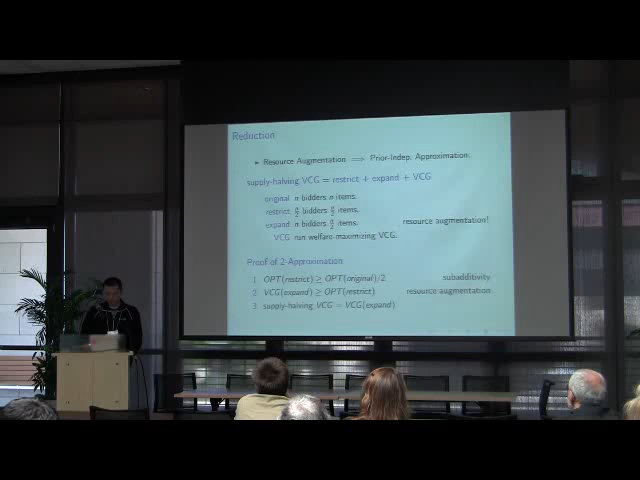 Reduction
▸ Resource Augmentation ⟹ Prior-Indep. Approximation.
supply-halving VCG = restrict + expand + VCG
original n bidders n items.
restrict n/2 bidders n/2 items.
expand n bidders n/2 items. resource augmentation!
VCG run welfare-maximizing VCG.
Proof of 2-Approximation:
1 OPT(restrict) ≥ OPT(original)/2 subadditivity.
2 VCG(expand) ≥ OPT(restrict) resource-augmentation.
3 supply-halving VCG = VCG(expand)